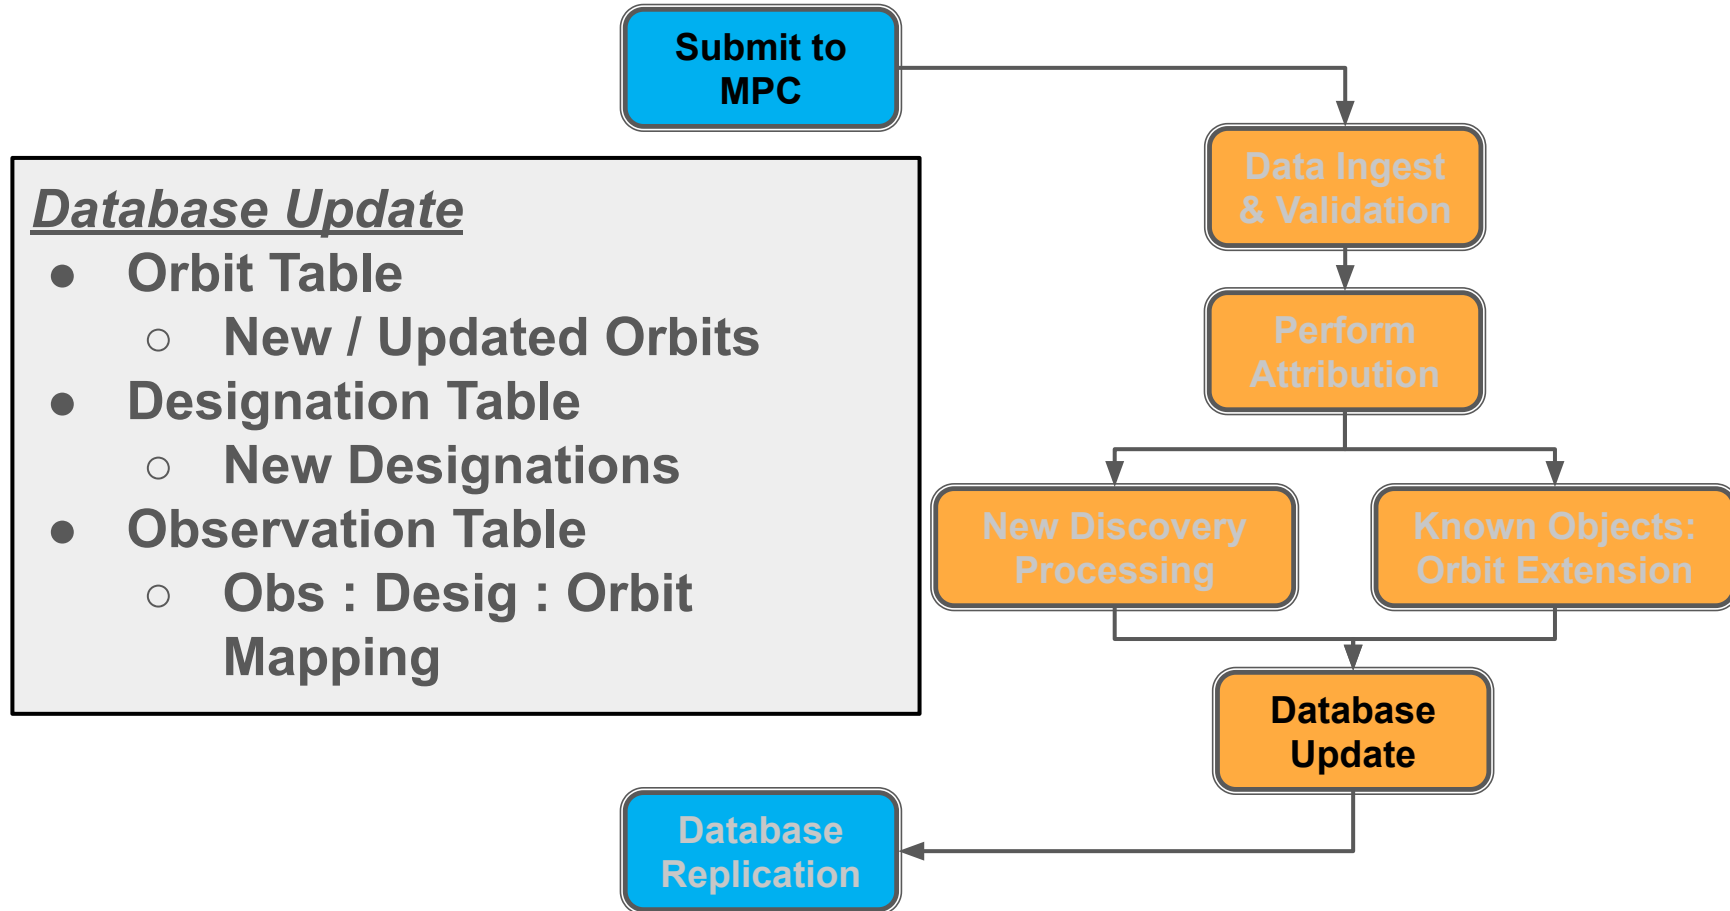 Submit to
MPC
Data Ingest
& Validation
Database Update
● Orbit Table
○ New / Updated Orbits
● Designation Table
○ New Designations
● Observation Table
○ Obs : Desig : Orbit
Mapping
Perform
Attribution
New Discovery
Processing
Known Objects:
Orbit Extension
Database
Update
Database
Replication